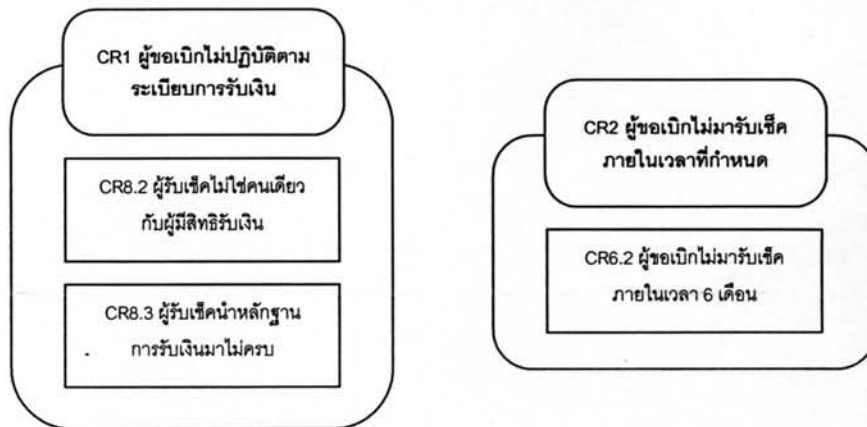 CR1 ผู้ขอเบิกไม่ปฏิบัติตาม
ระเบียบการรับเงิน
CR8.2 ผู้รับเช็คไม่ใช่คนเดียว
กับผู้มีสิทธิรับเงิน
CR8.3 ผู้รับเช็คนำหลักฐาน
การรับเงินมาไม่ครบ
CR2 ผู้ขอเบิกไม่มารับเช็ค
ภายในเวลาที่กำหนด
CR6.2 ผู้ขอเบิกไม่มารับเช็ค
ภายในเวลา 6 เดือน